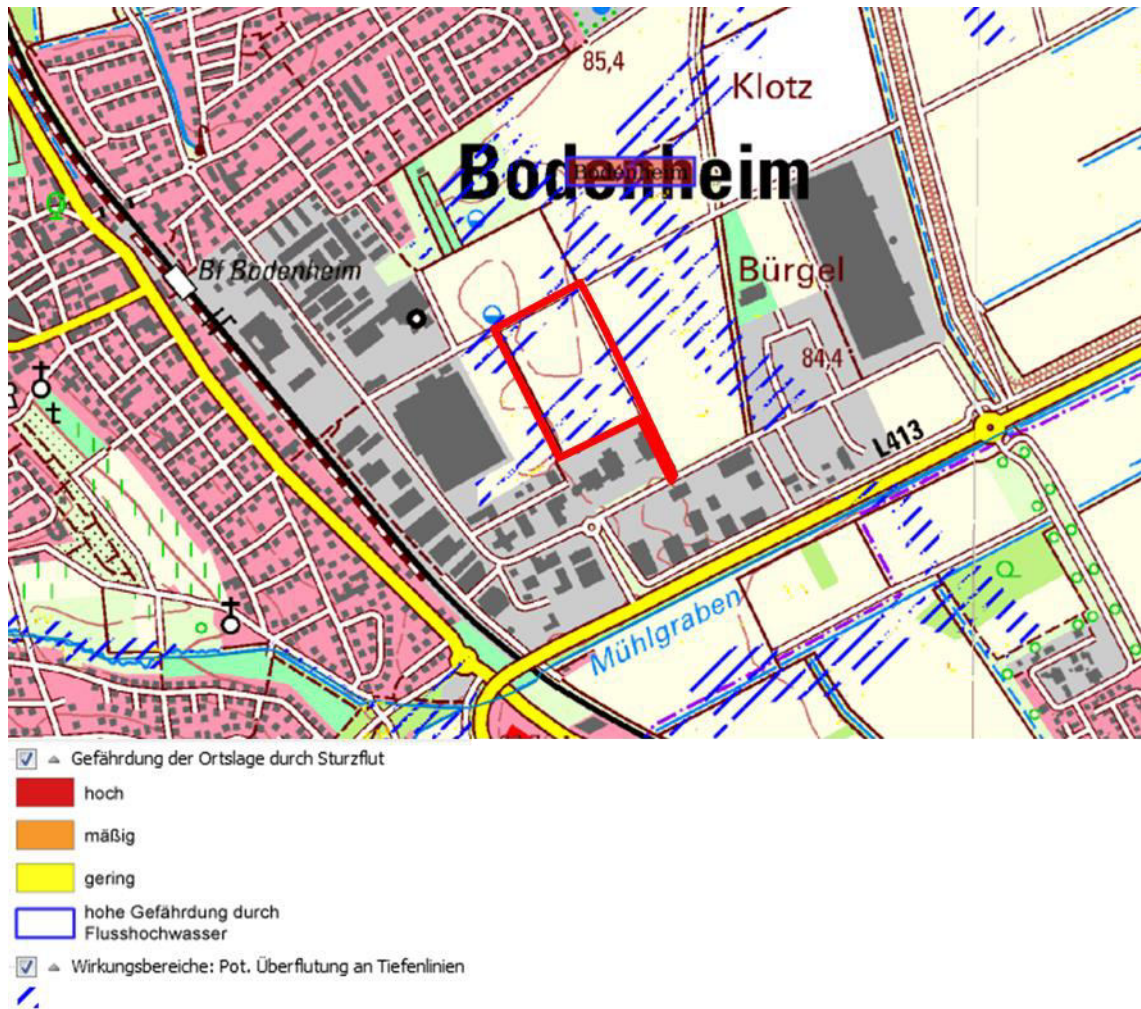 85,4
Klotz
Bodenheim
Bodenheim
Bf Bodenheim
Bürgel
84,4
L413
Mühlgraben
Gefährdung der Ortslage durch Sturzflut
hoch
mäßig
gering
hohe Gefährdung durch
Flusshochwasser
Wirkungsbereiche: Pot. Überflutung an Tiefenlinien